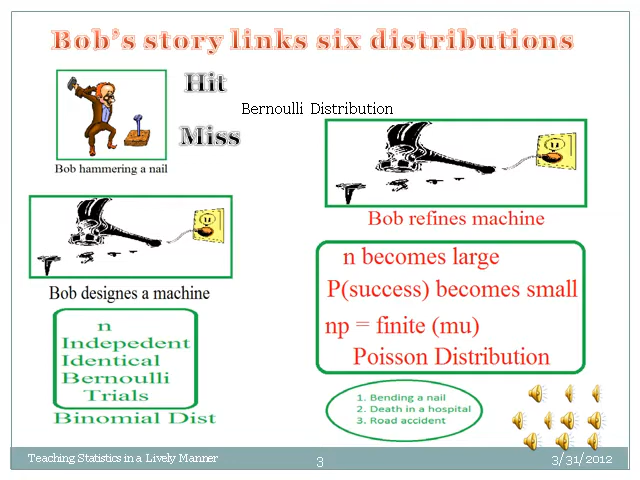 Bob's story links six distributions
Hit
Bernoulli Distribution
Miss
Bob hammering a nail
Bob refines machine
Bob designes a machine
n becomes large
P(success) becomes small
np = finite (mu)
Poisson Distribution
n
Indepedent
Identical
Bernoulli
Trials
Binomial Dist
1. Bending a nail
2. Death in a hospital
3. Road accident
Teaching Statistics in a Lively Manner
3
3/31/2012